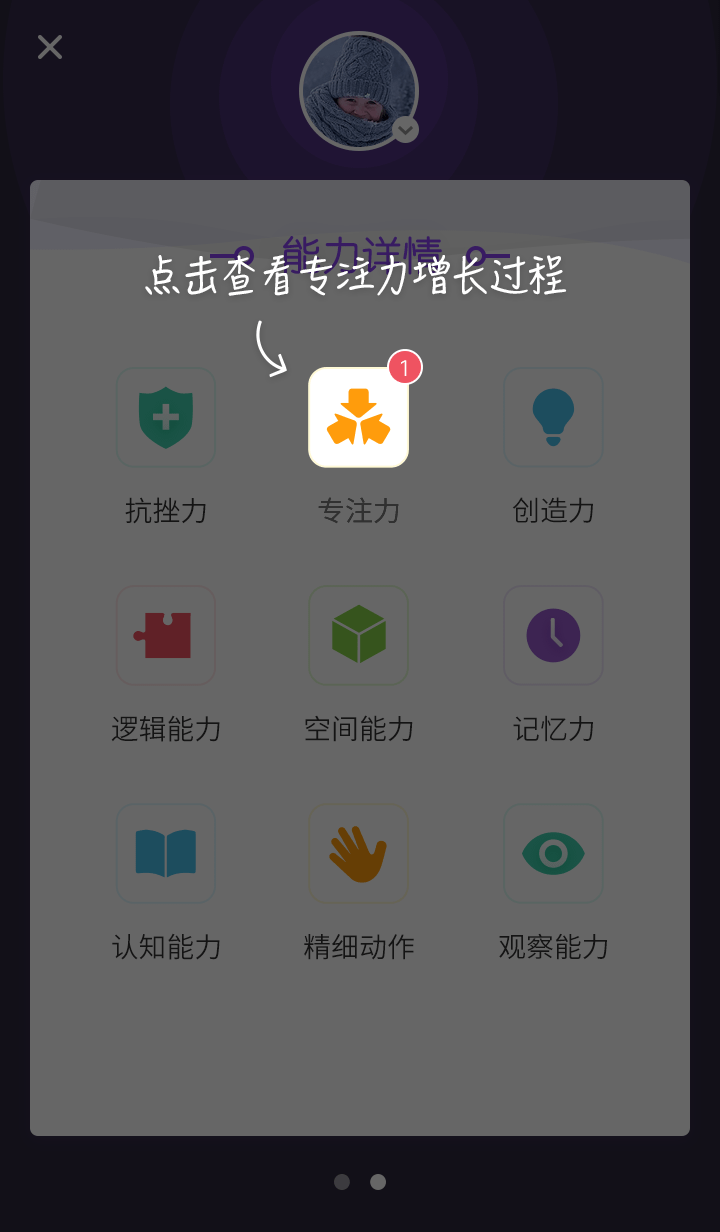 能力详情
点击查看专注力增长过程
1
抗挫力 专注力 创造力
逻辑能力 空间能力 记忆力
认知能力 精细动作 观察能力